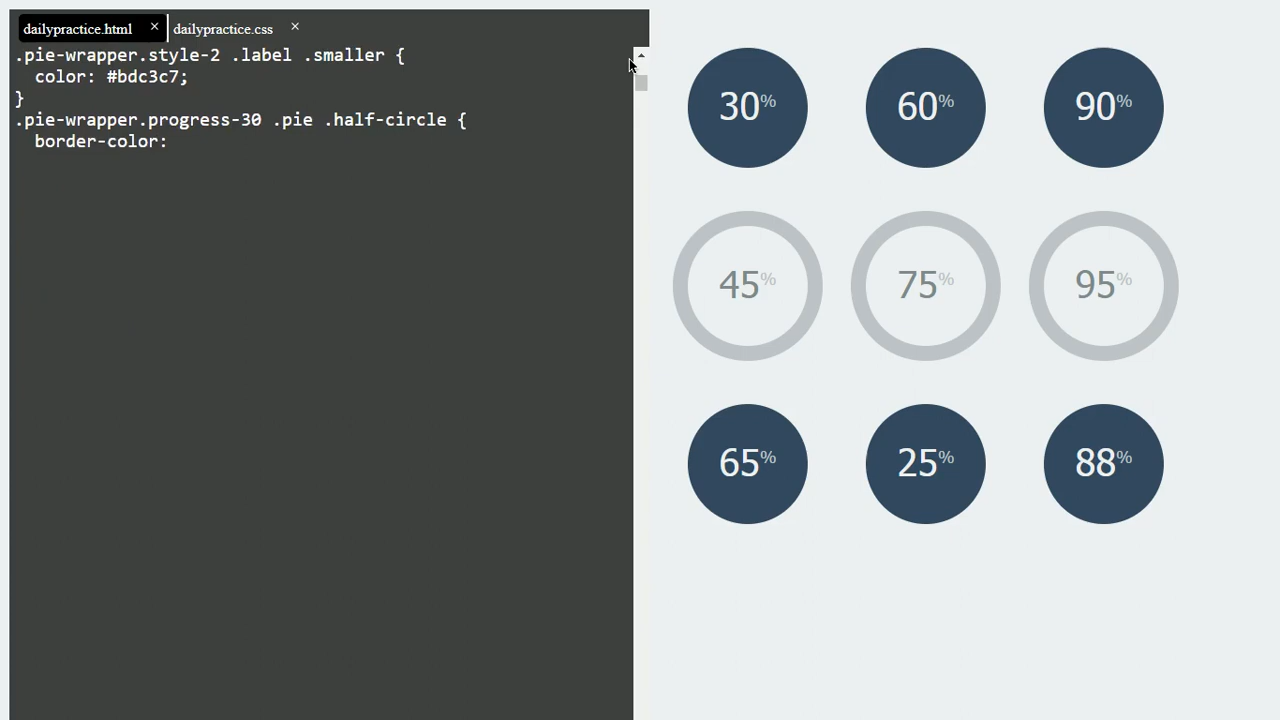 dailypractice.html × dailypractice.css ×
.pie-wrapper.style-2 .label .smaller {
  color: #bdc3c7;
}
.pie-wrapper.progress-30 .pie .half-circle {
  border-color:
30% 60% 90%
45% 75% 95%
65% 25% 88%